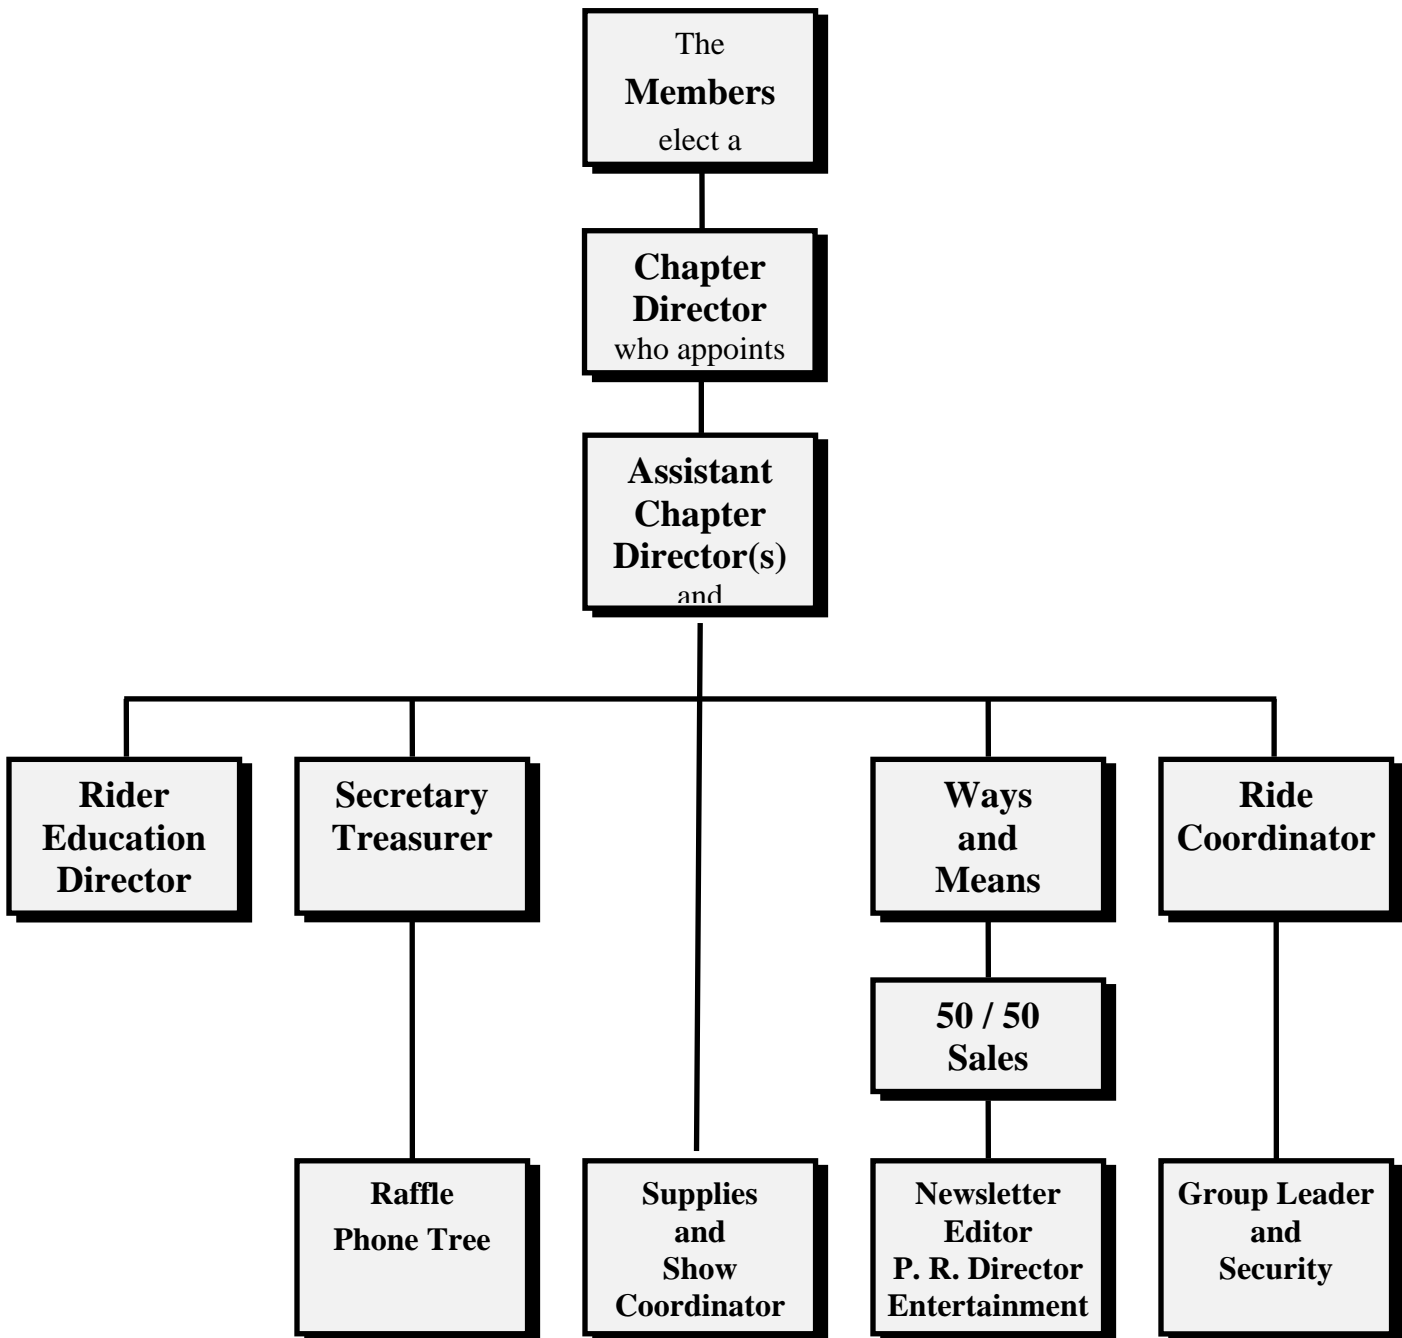 The
Members
elect a
Chapter
Director
who appoints
Assistant
Chapter
Director(s)
and
Rider
Education
Director
Secretary
Treasurer
Ways
and
Means
Ride
Coordinator
50 / 50
Sales
Raffle
Phone Tree
Supplies
and
Show
Coordinator
Newsletter
Editor
P. R. Director
Entertainment
Group Leader
and
Security